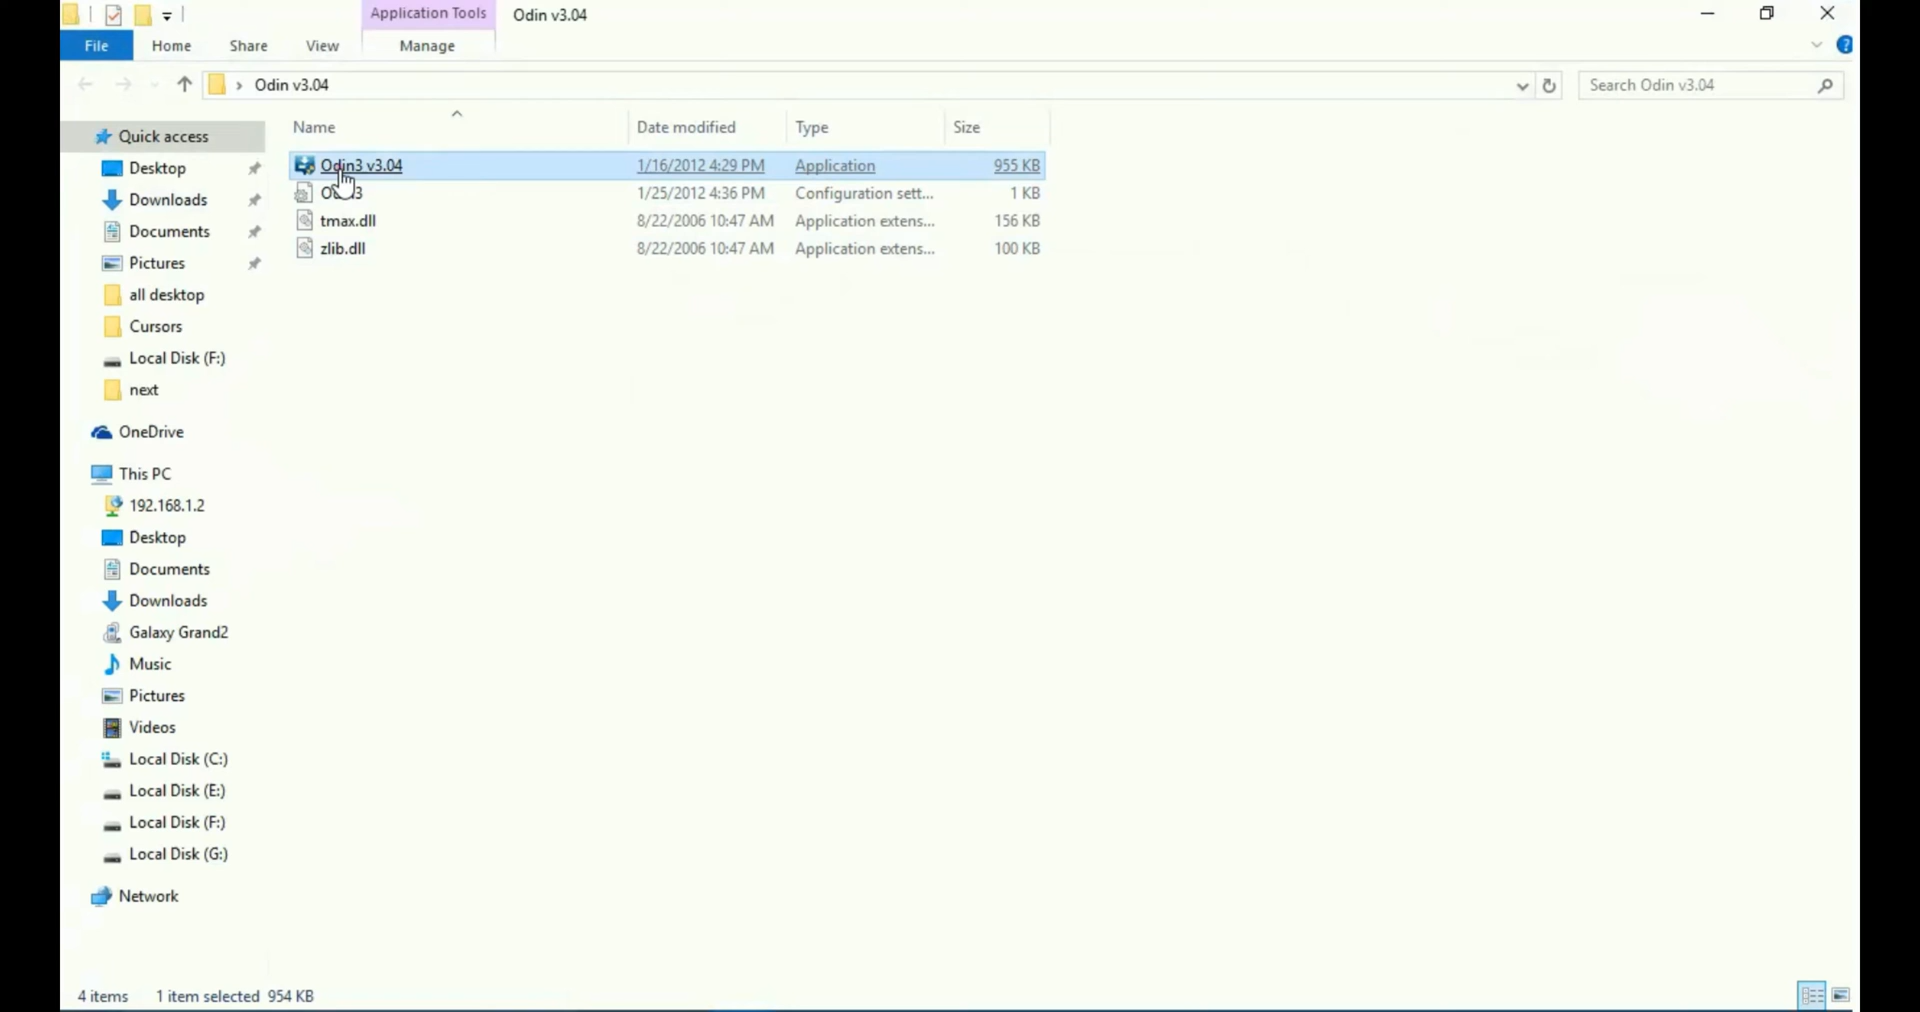 Application Tools
Odin v3.04
File
Home
Share
View
Manage
Odin v3.04
Search Odin v3.04
Name
Date modified
Type
Size
Odin3 v3.04
1/16/2012 4:29 PM
Application
955 KB
1/25/2012 4:36 PM
Configuration sett...
1 KB
tmax.dll
8/22/2006 10:47 AM
Application extens...
156 KB
zlib.dll
8/22/2006 10:47 AM
Application extens...
100 KB
Quick access
Desktop
Downloads
Documents
Pictures
all desktop
Cursors
Local Disk (F:)
next
OneDrive
This PC
192.168.1.2
Desktop
Documents
Downloads
Galaxy Grand2
Music
Pictures
Videos
Local Disk (C:)
Local Disk (E:)
Local Disk (F:)
Local Disk (G:)
Network
4 items
1 item selected 954 KB